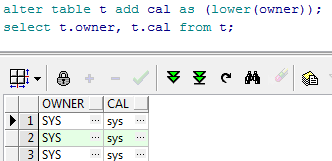 alter table t add cal as (lower(owner));
select t.owner, t.cal from t;
OWNER CAL
1 SYS ... sys ...
2 SYS ... sys ...
3 SYS ... sys ...